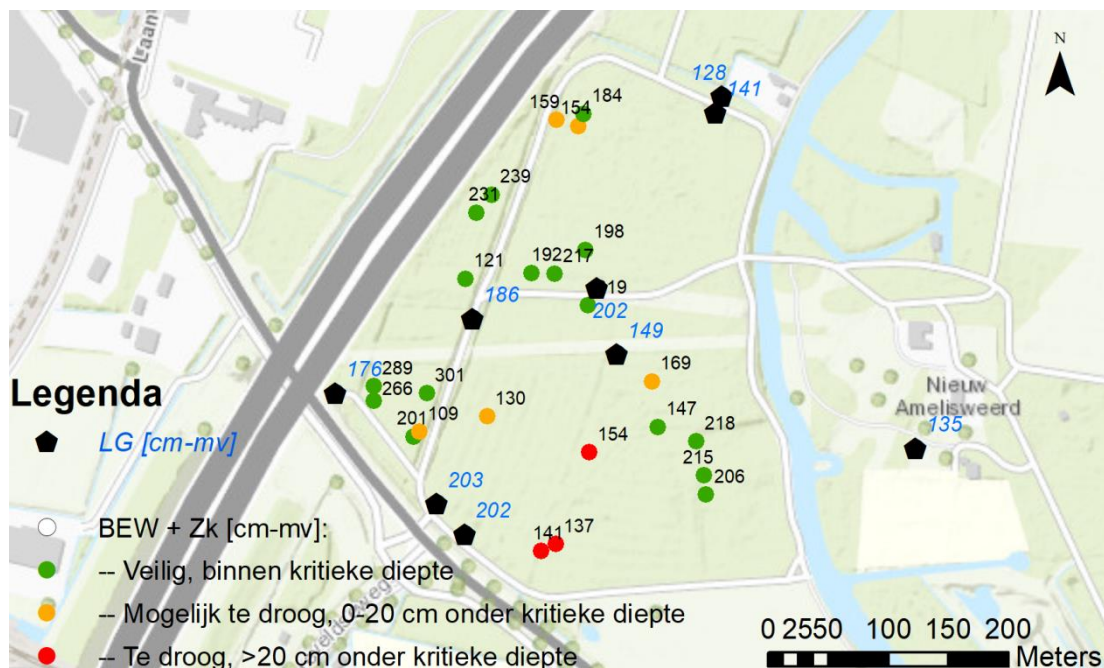 Laan
N
128
141
159
154
184
239
231
198
192
217
121
186
219
202
149
176
289
266
301
169
130
201
109
147
218
154
215
206
203
202
141
137
Nieuw
Amelisweerd
135
Legenda
LG [cm-mv]
BEW + Zk [cm-mv]:
-- Veilig, binnen kritieke diepte
-- Mogelijk te droog, 0-20 cm onder kritieke diepte
-- Te droog, >20 cm onder kritieke diepte
0 25 50 100 150 200
Meters